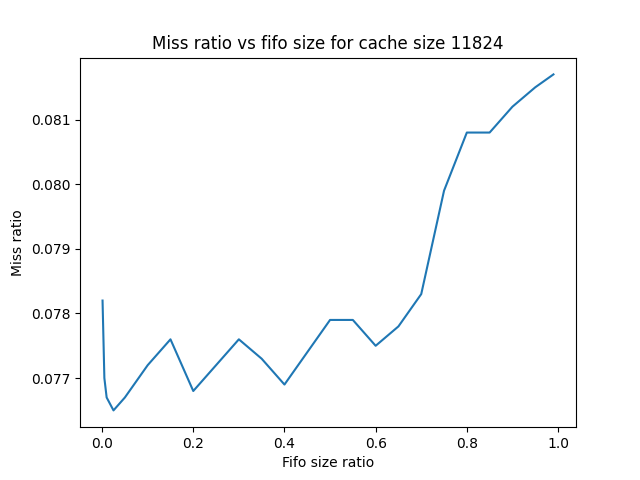 Miss ratio vs fifo size for cache size 11824
0.081
0.080
0.079
0.078
0.077
Miss ratio
0.0 0.2 0.4 0.6 0.8 1.0
Fifo size ratio